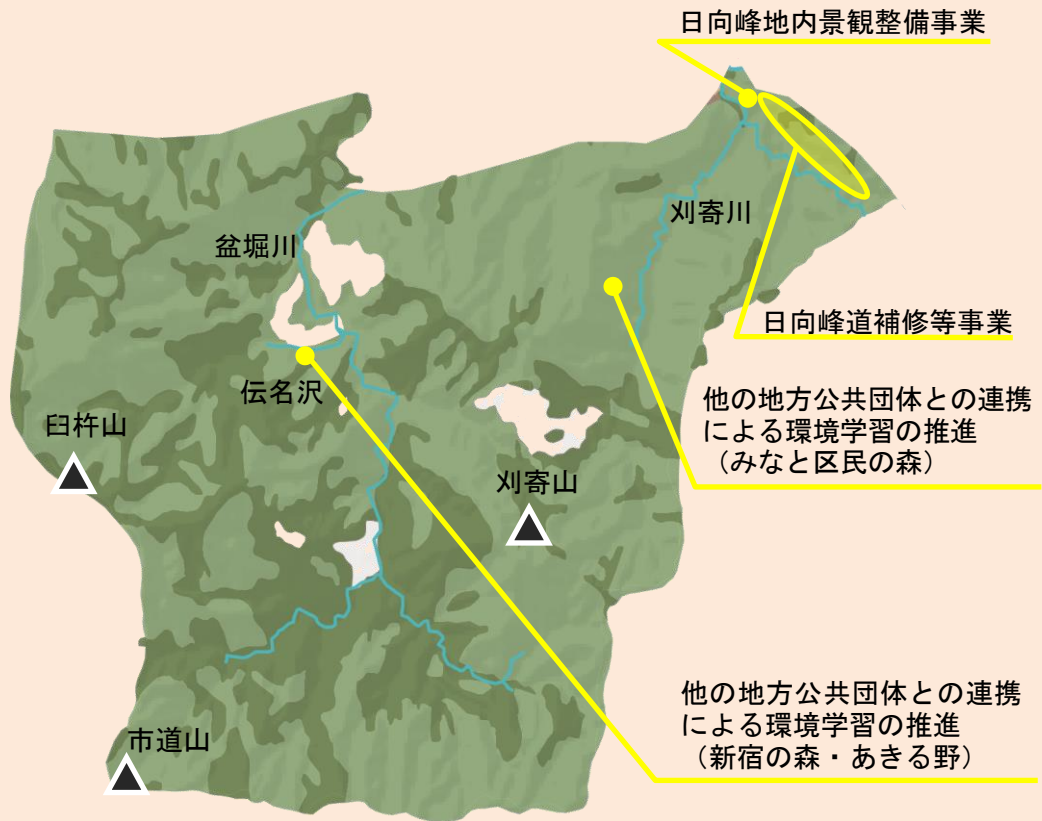 日向峰地内景観整備事業
刈寄川
盆堀川
日向峰道補修等事業
伝名沢
他の地方公共団体との連携
による環境学習の推進
（みなと区民の森）
臼杵山
刈寄山
他の地方公共団体との連携
による環境学習の推進
（新宿の森・あきる野）
市道山